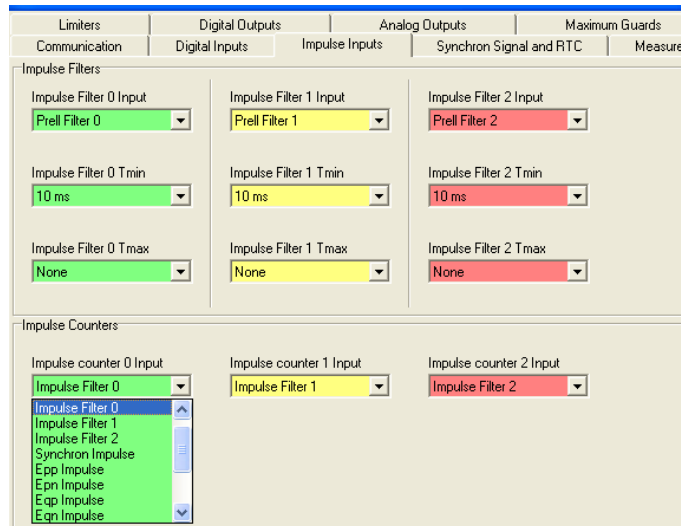 Limiters Digital Outputs Analog Outputs Maximum Guards
Communication Digital Inputs Impulse Inputs Synchron Signal and RTC Measure
Impulse Filters
Impulse Filter 0 Input Impulse Filter 1 Input Impulse Filter 2 Input
Prell Filter 0 Prell Filter 1 Prell Filter 2
Impulse Filter 0 Tmin Impulse Filter 1 Tmin Impulse Filter 2 Tmin
10 ms 10 ms 10 ms
Impulse Filter 0 Tmax Impulse Filter 1 Tmax Impulse Filter 2 Tmax
None None None
Impulse Counters
Impulse counter 0 Input Impulse counter 1 Input Impulse counter 2 Input
Impulse Filter 0 Impulse Filter 1 Impulse Filter 2
Impulse Filter 0
Impulse Filter 1
Impulse Filter 2
Synchron Impulse
Epp Impulse
Epn Impulse
Eqp Impulse
Eqn Impulse